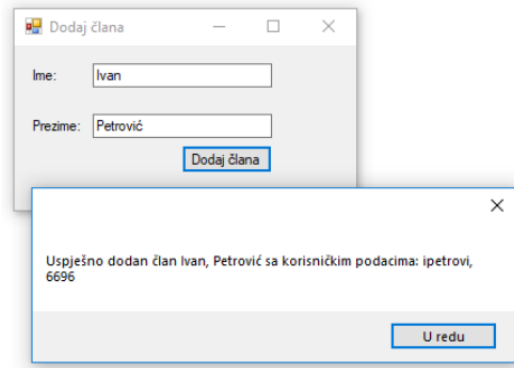 Dodaj člana
Ime: Ivan
Prezime: Petrović
Dodaj člana
Uspješno dodan član Ivan, Petrović sa korisničkim podacima: ipetrovi,
6696
U redu